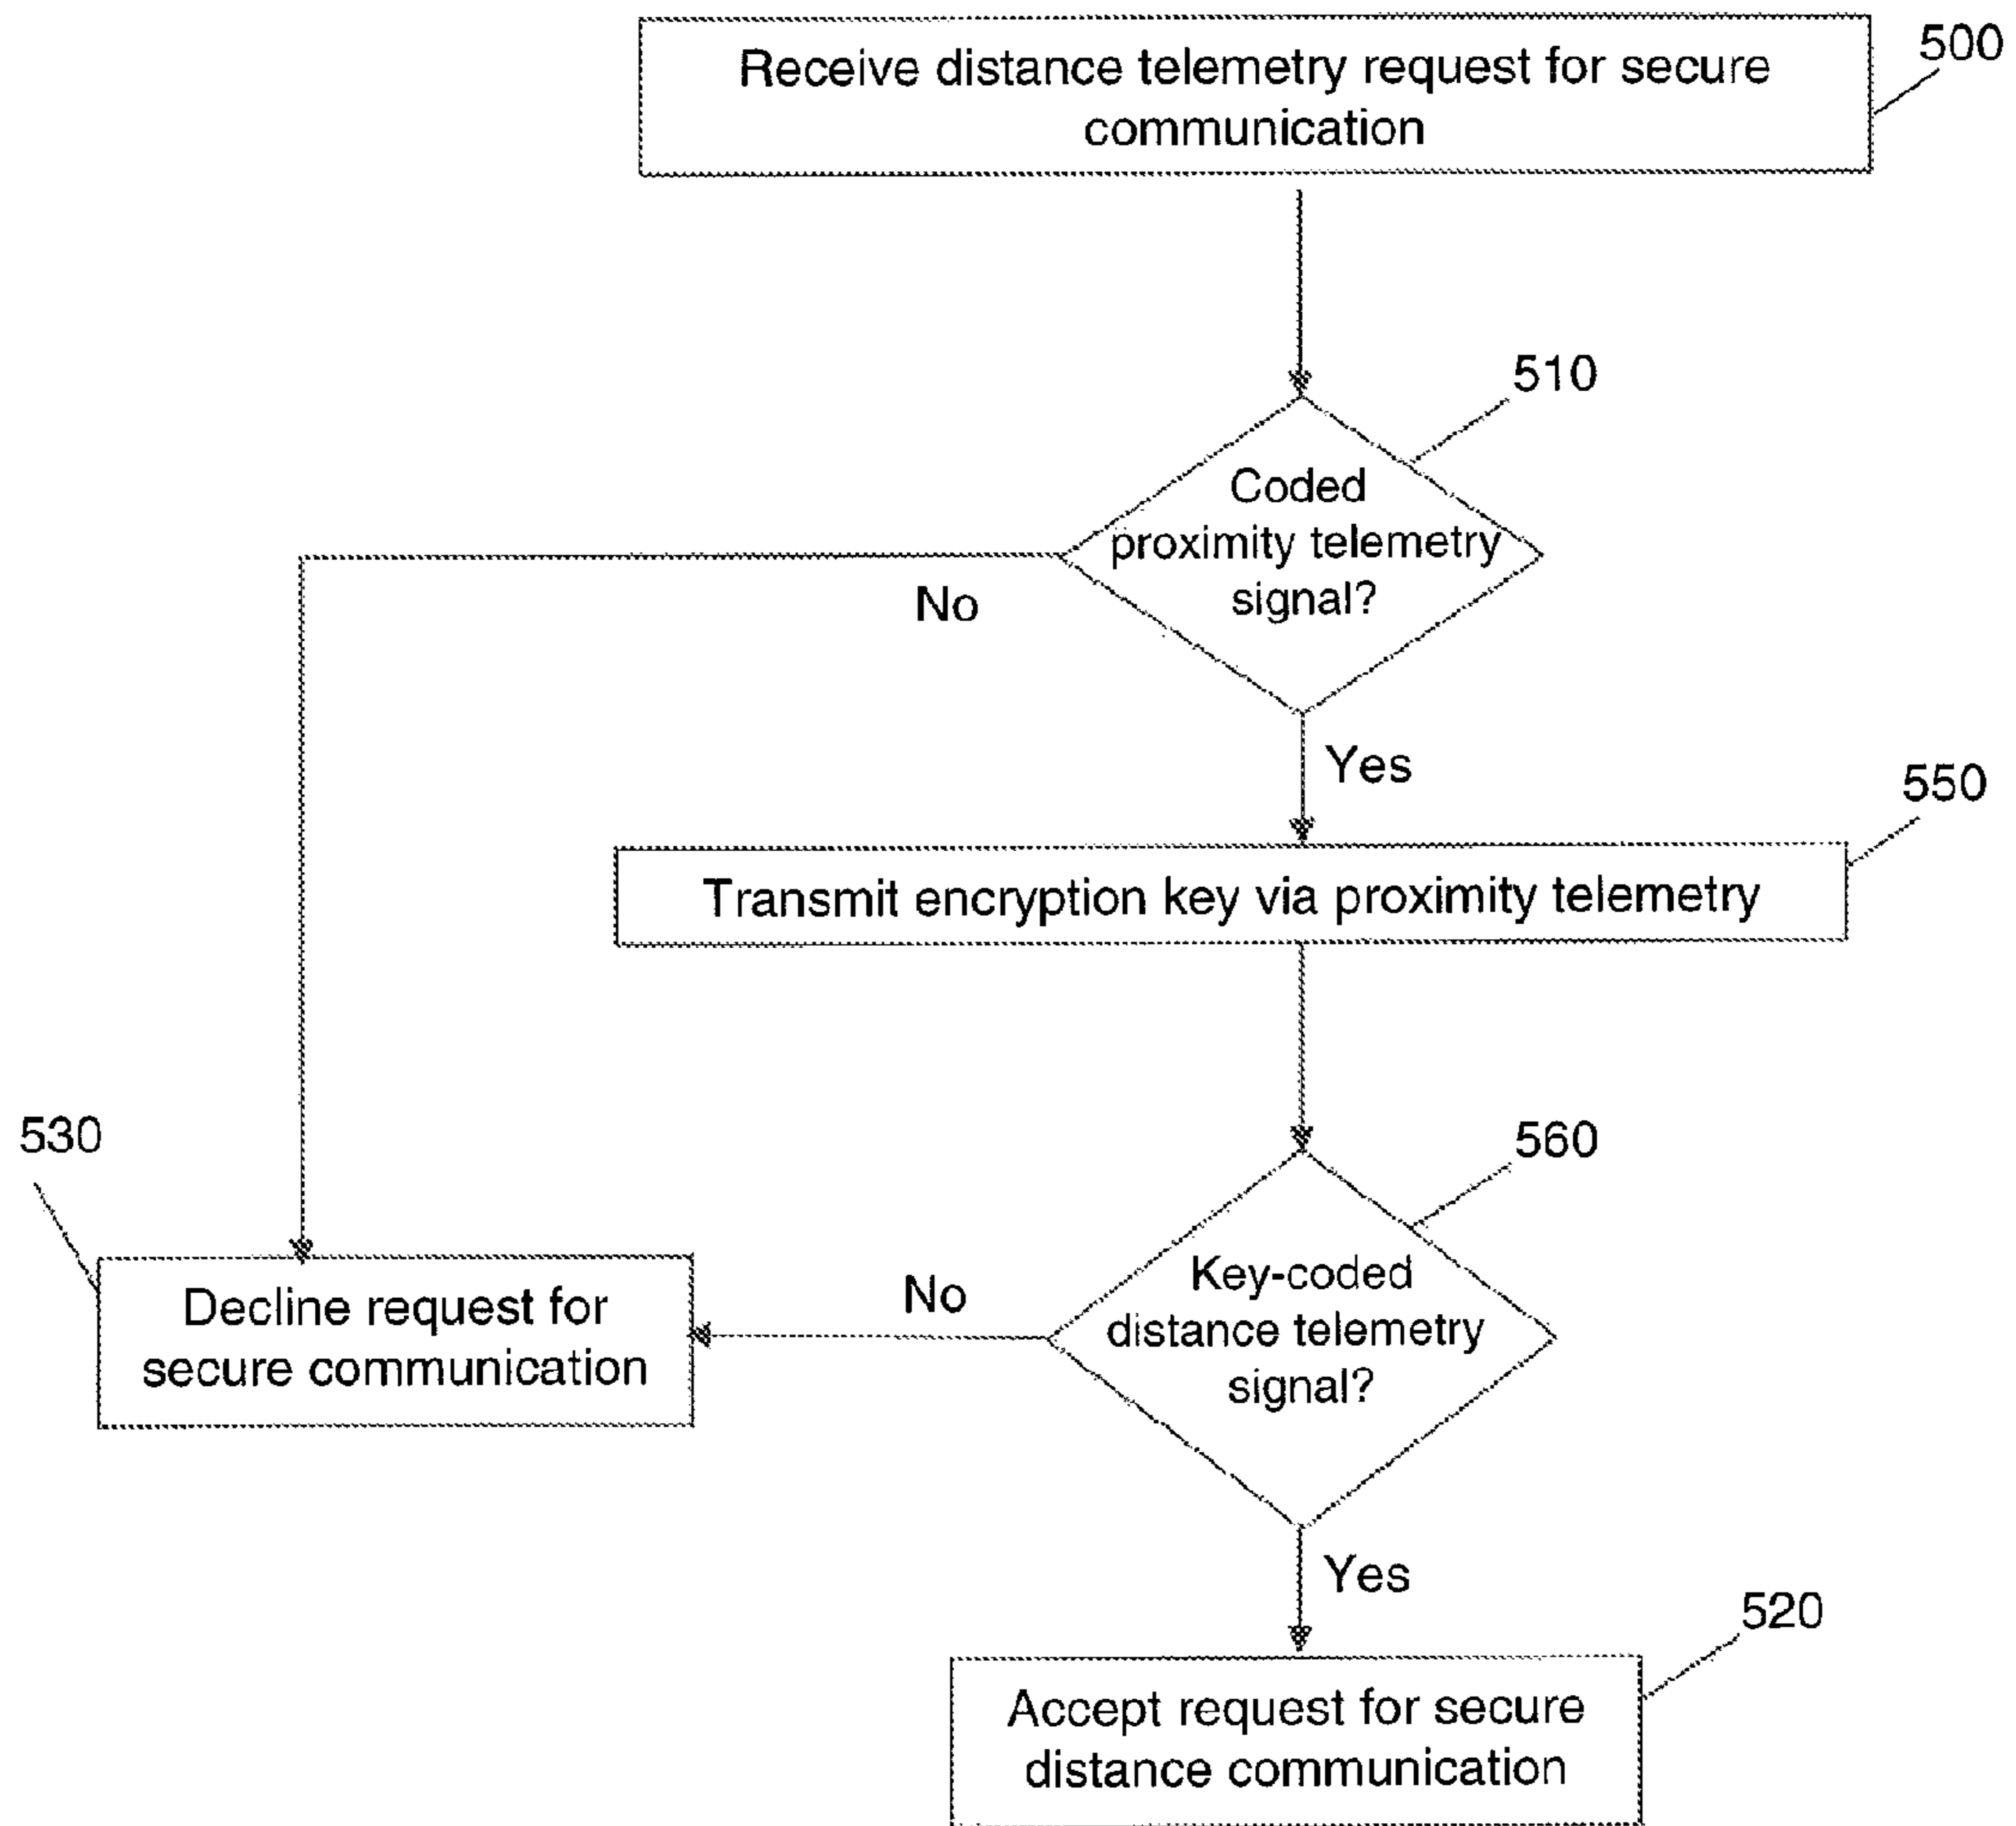 Receive distance telemetry request for secure
communication
500
510
Coded
proximity telemetry
signal?
No
Yes
550
Transmit encryption key via proximity telemetry
530
560
Decline request for
secure communication
No
Key-coded
distance telemetry
signal?
Yes
520
Accept request for secure
distance communication